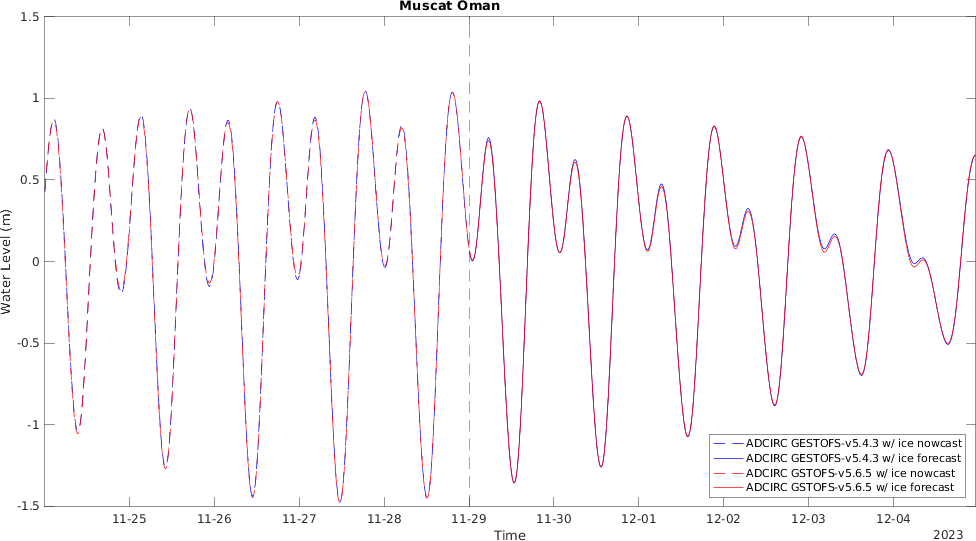 Muscat Oman
1.5
1
0.5
0
-0.5
-1
-1.5
Water Level (m)
11-25 11-26 11-27 11-28 11-29 11-30 12-01 12-02 12-03 12-04
Time
2023
ADCIRC GESTOFS-v5.4.3 w/ ice nowcast
ADCIRC GESTOFS-v5.4.3 w/ ice forecast
ADCIRC GSTOFS-v5.6.5 w/ ice nowcast
ADCIRC GSTOFS-v5.6.5 w/ ice forecast